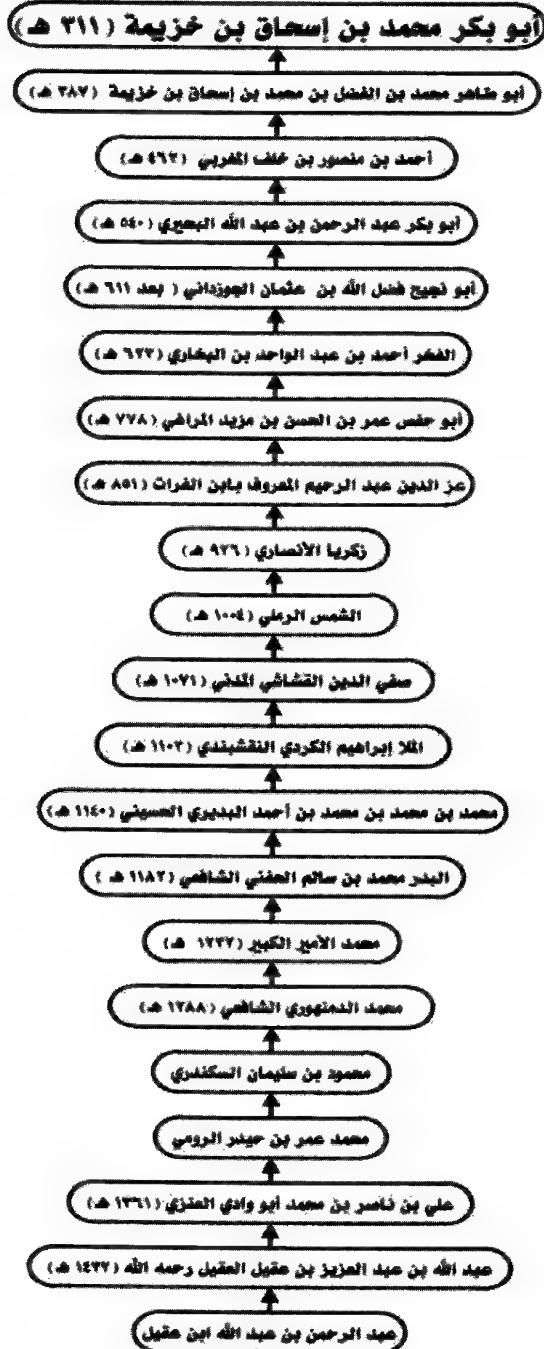 أبو بكر محمد بن إسحاق بن خزيمة (٣١١ هـ)
أبو طاهر محمد بن الفضل بن محمد بن إسحاق بن خزيمة (٣٨٧ هـ)
أحمد بن منصور بن خلف المغربي (٤٦٢ هـ)
أبو بكر عبد الرحمن بن عبد الله البحيري (٥٤٠ هـ)
أبو نجيح فضل الله بن عثمان الجوزداني (بعد ٦١١ هـ)
الفخر أحمد بن عبد الواحد بن البخاري (٦٢٣ هـ)
أبو حفص عمر بن الحسن بن مزيد المراغي (٧٧٨ هـ)
عز الدين عبد الرحيم المعروف بابن الفرات (٨٥١ هـ)
زكريا الأنصاري (٩٢٦ هـ)
الشمس الرملي (١٠٠٤ هـ)
صفي الدين القشاشي المدني (١٠٧١ هـ)
الملا إبراهيم الكردي النقشبندي (١١٠٢ هـ)
محمد بن محمد بن محمد بن أحمد البديري الحسيني (١١٤٠ هـ)
البدر محمد بن سالم الحفني الشافعي (١١٨٢ هـ)
محمد الأمير الكبير (١٢٣٢ هـ)
محمد الدمنهوري الشافعي (١٢٨٨ هـ)
محمود بن سليمان السكندري
محمد عمر بن حيدر الرومي
علي بن ناصر بن محمد أبو وادي العنزي (١٣٦١ هـ)
عبد الله بن عبد العزيز بن عقيل العقيل رحمه الله (١٤٣٢ هـ)
عبد الرحمن بن عبد الله ابن عقيل